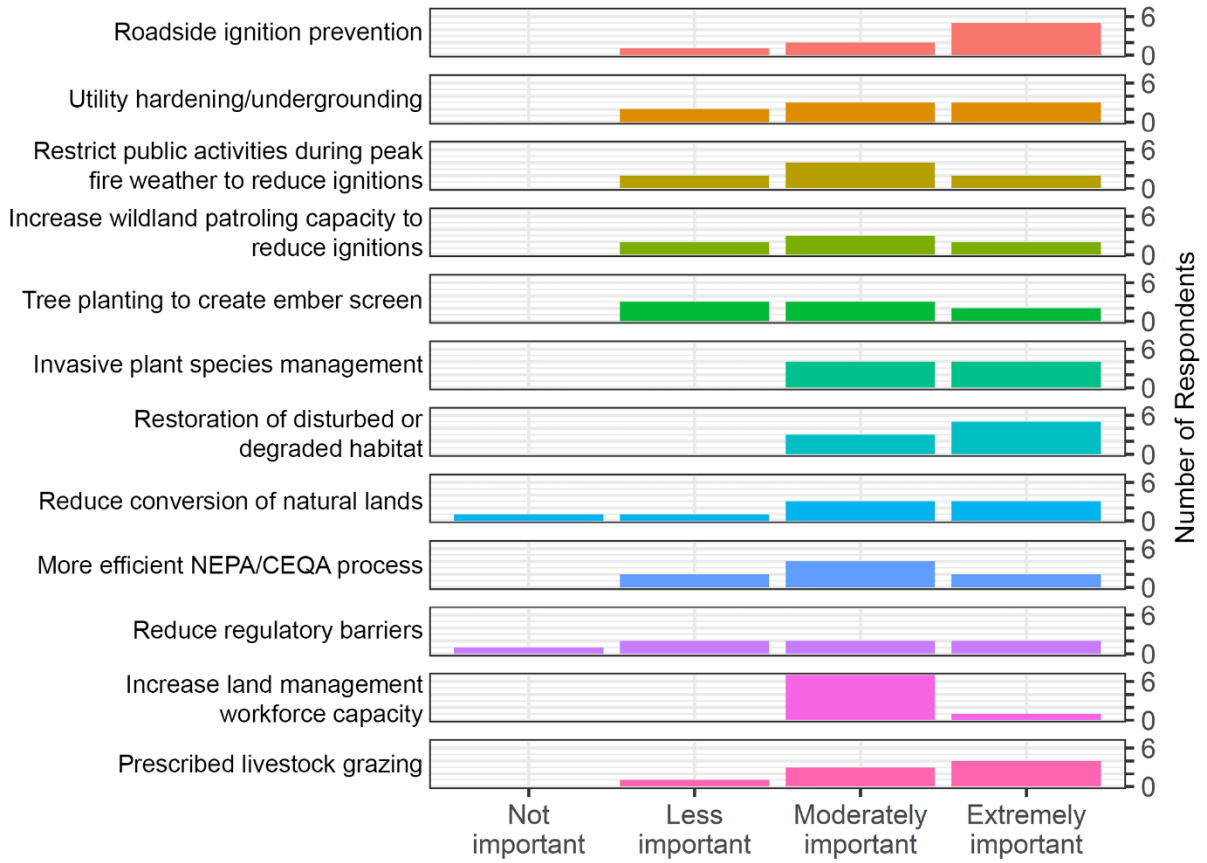 Roadside ignition prevention
6
0
Utility hardening/undergrounding
6
0
Restrict public activities during peak
fire weather to reduce ignitions
6
0
Increase wildland patroling capacity to
reduce ignitions
6
0
Tree planting to create ember screen
6
0
Invasive plant species management
6
0
Restoration of disturbed or
degraded habitat
6
0
Reduce conversion of natural lands
6
0
More efficient NEPA/CEQA process
6
0
Reduce regulatory barriers
6
0
Increase land management
workforce capacity
6
0
Prescribed livestock grazing
6
0
Number of Respondents
Not
important
Less
important
Moderately
important
Extremely
important